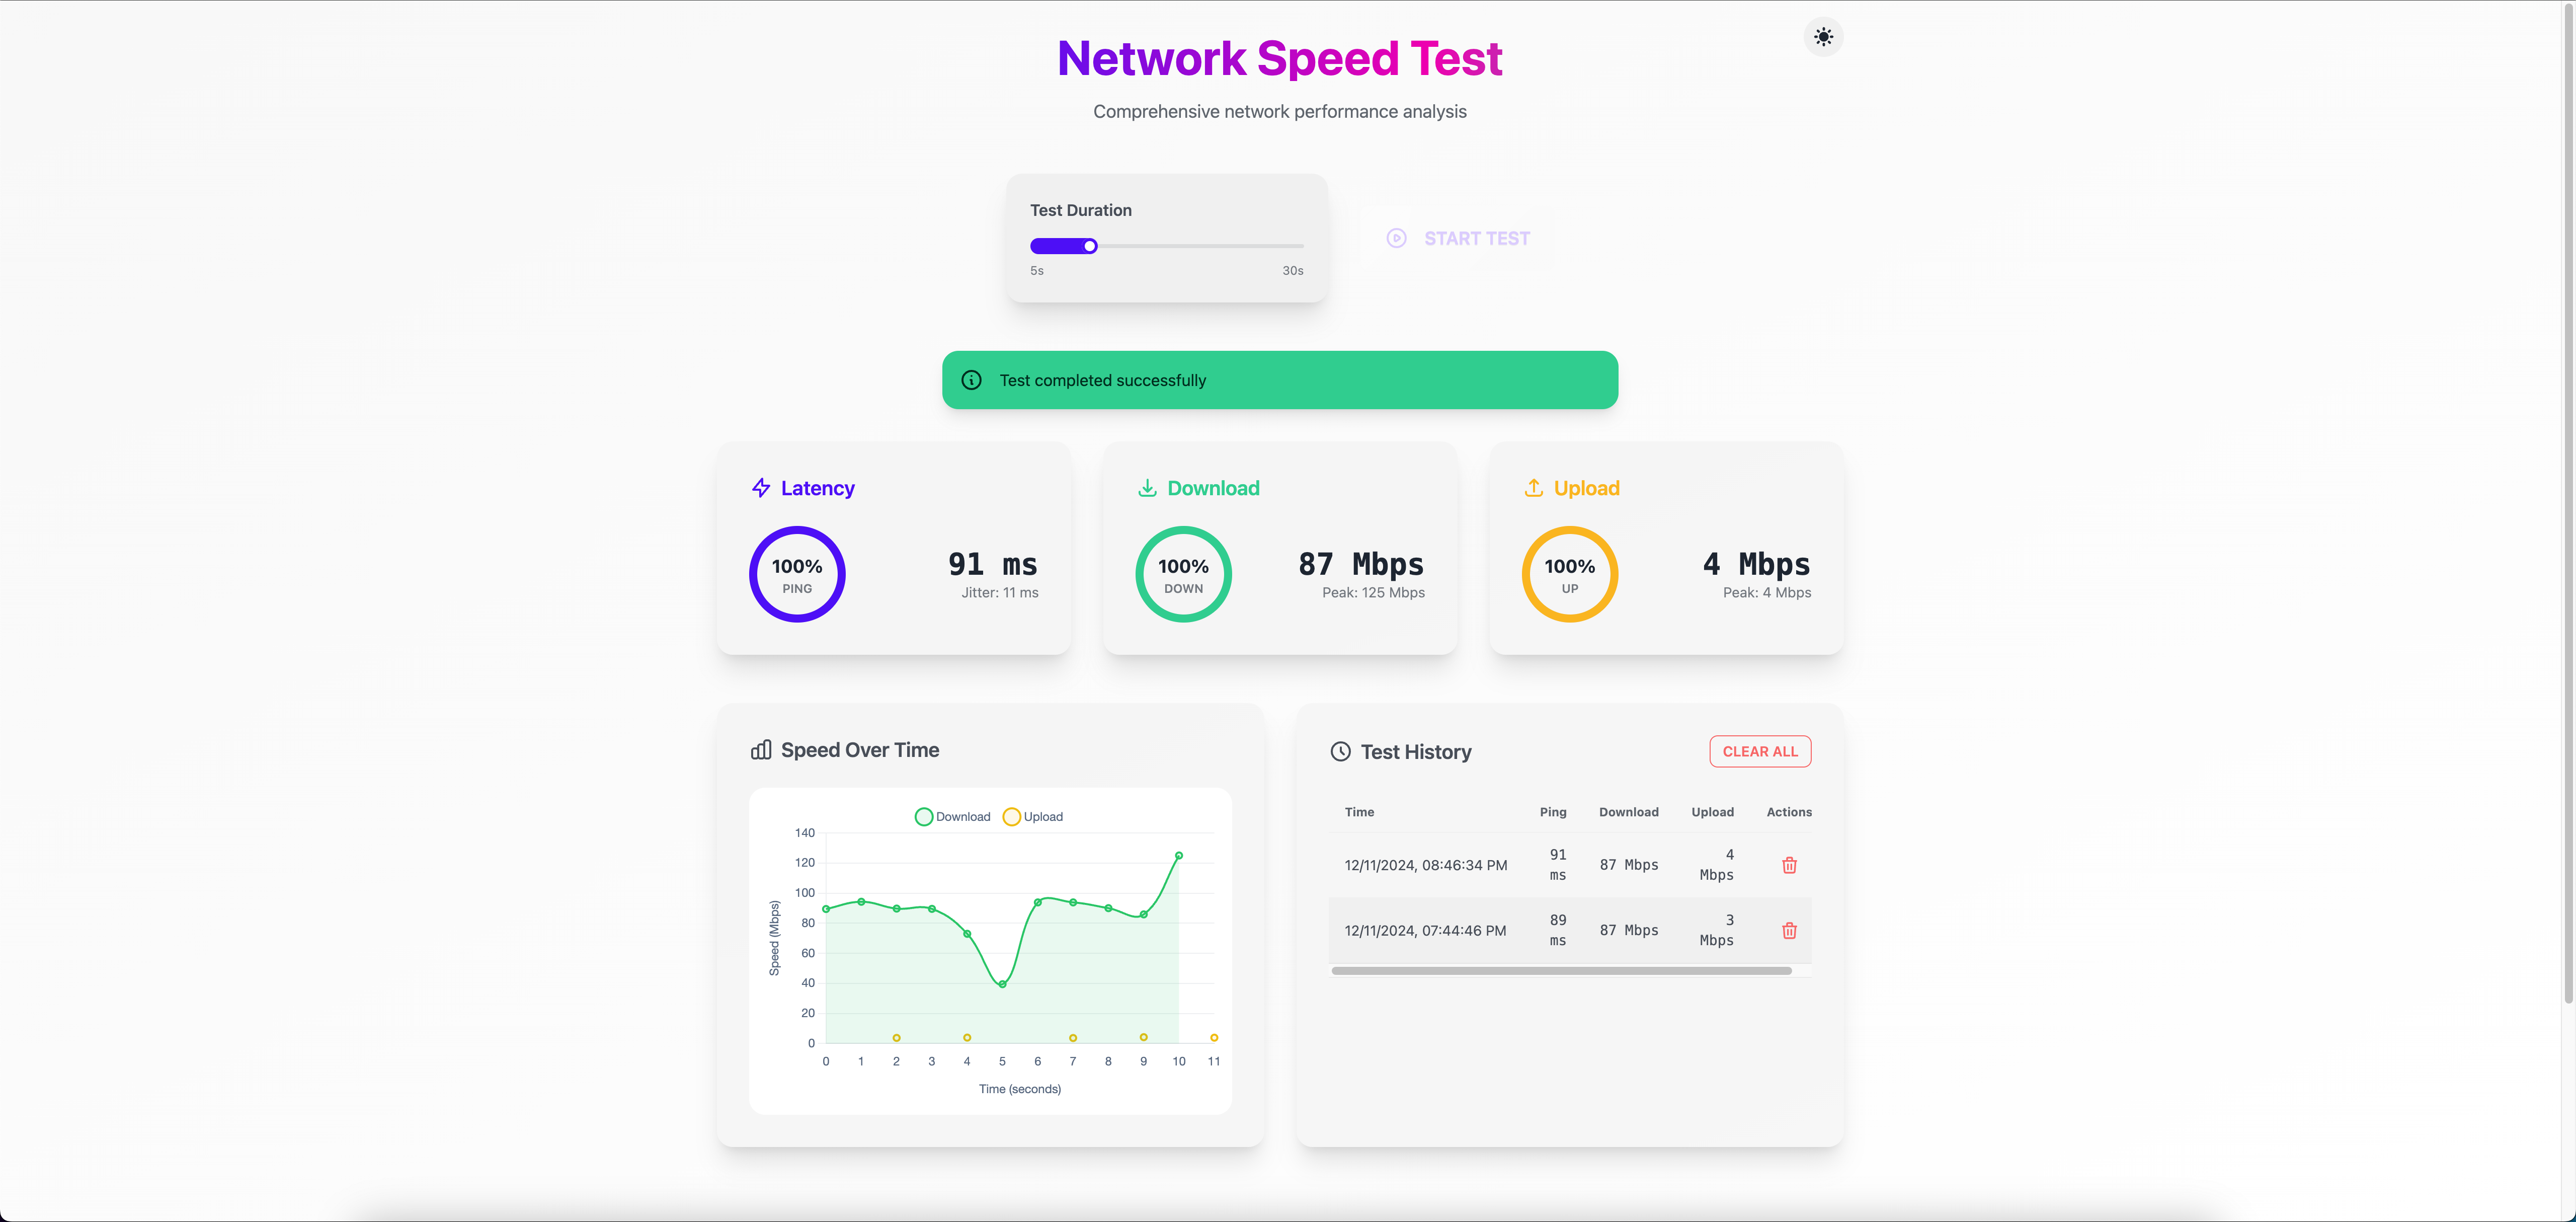 Network Speed Test
Comprehensive network performance analysis
Test Duration
5s 30s
START TEST
Test completed successfully
Latency
100%
PING
91 ms
Jitter: 11 ms
Download
100%
DOWN
87 Mbps
Peak: 125 Mbps
Upload
100%
UP
4 Mbps
Peak: 4 Mbps
Speed Over Time
Download Upload
Speed (Mbps)
140
120
100
80
60
40
20
0
0 1 2 3 4 5 6 7 8 9 10 11
Time (seconds)
Test History
CLEAR ALL
Time Ping Download Upload Actions
12/11/2024, 08:46:34 PM 91 ms 87 Mbps 4 Mbps
12/11/2024, 07:44:46 PM 89 ms 87 Mbps 3 Mbps